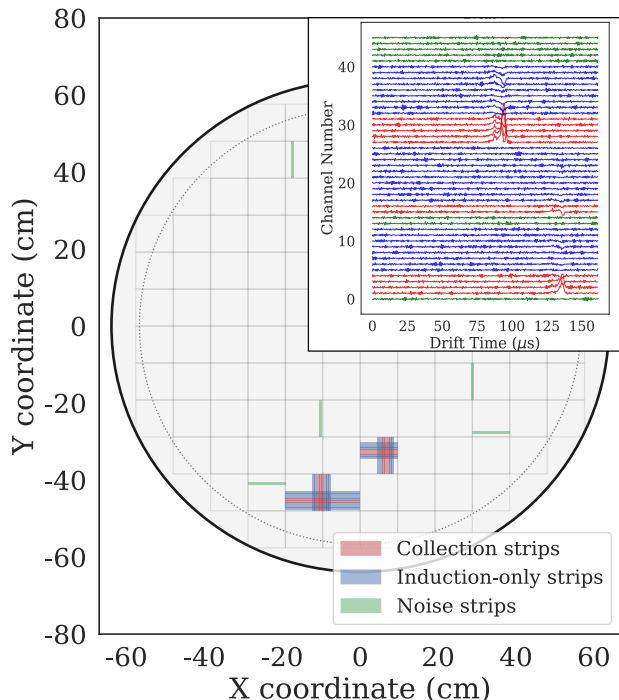 80
60
40
20
0
-20
-40
-60
-80
Y coordinate (cm)
-60 -40 -20 0 20 40 60
X coordinate (cm)
40
30
20
10
0
Channel Number
0 25 50 75 100 125 150
Drift Time (μs)
Collection strips
Induction-only strips
Noise strips